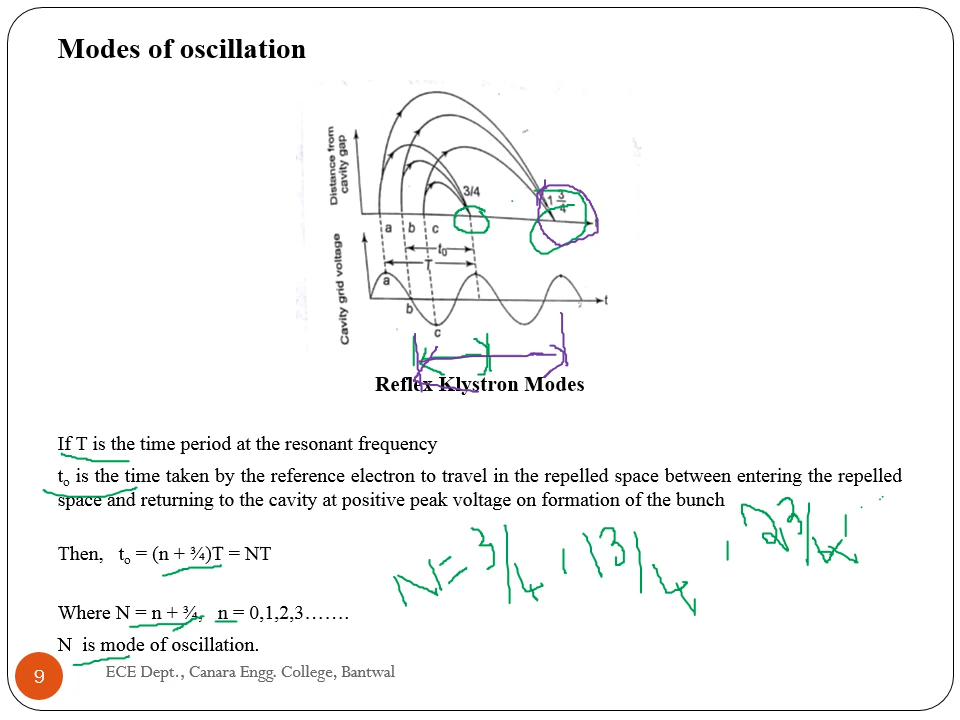 Modes of oscillation
Distance from
cavity gap
3/4
1 3/4
a b c
t₀
T
Cavity grid voltage
a
b
c
t
Reflex Klystron Modes
If T is the time period at the resonant frequency
tₒ is the time taken by the reference electron to travel in the repelled space between entering the repelled
space and returning to the cavity at positive peak voltage on formation of the bunch
Then, tₒ = (n + ¾)T = NT
N = 3/4 , 1 3/4 , 2 3/4
Where N = n + ¾, n = 0,1,2,3…….
N is mode of oscillation.
9 ECE Dept., Canara Engg. College, Bantwal